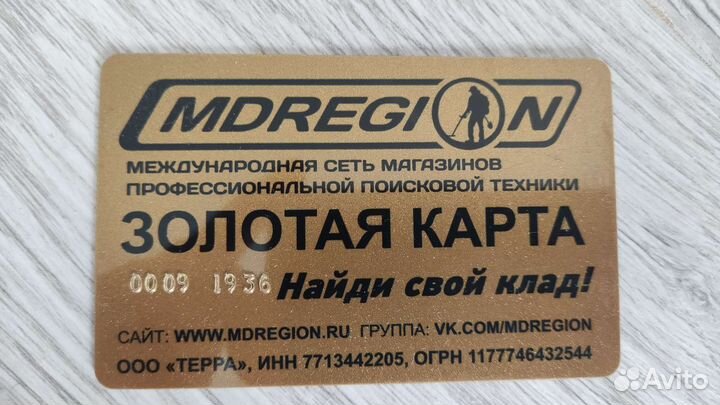 MDREGION
МЕЖДУНАРОДНАЯ СЕТЬ МАГАЗИНОВ
ПРОФЕССИОНАЛЬНОЙ ПОИСКОВОЙ ТЕХНИКИ
ЗОЛОТАЯ КАРТА
0009 1936 Найди свой клад!
САЙТ: WWW.MDREGION.RU ГРУППА: VK.COM/MDREGION
ООО «ТЕРРА», ИНН 7713442205, ОГРН 1177746432544
Avito